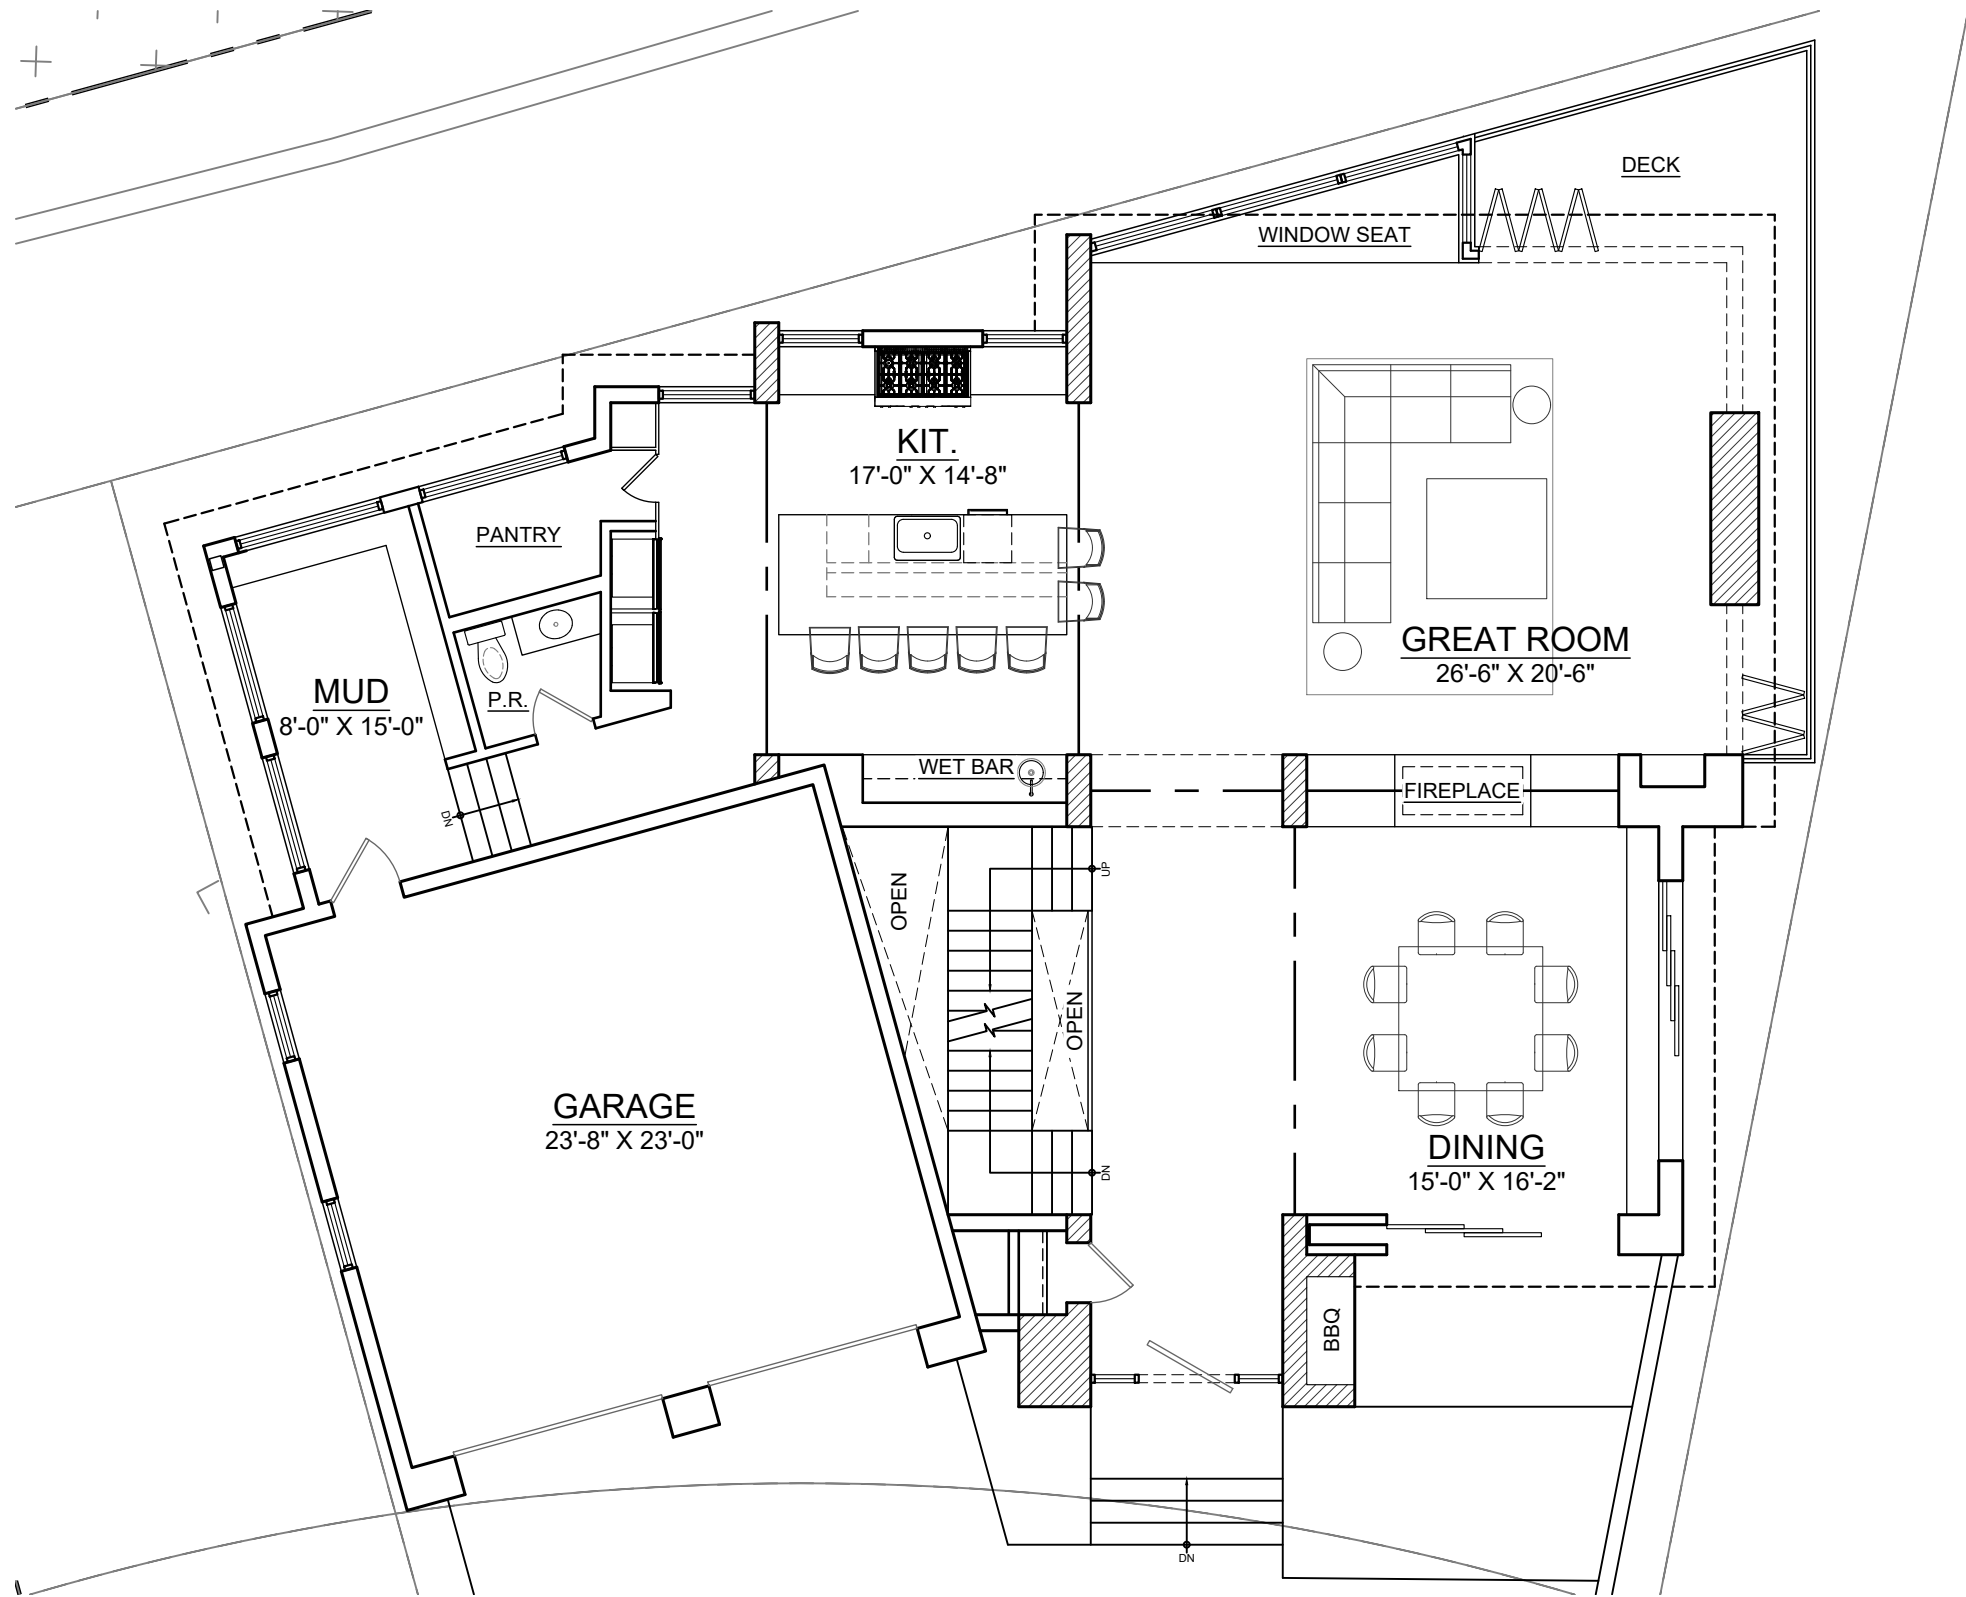 DECK
WINDOW SEAT
KIT.
17'-0" X 14'-8"
PANTRY
GREAT ROOM
26'-6" X 20'-6"
MUD
8'-0" X 15'-0"
P.R.
WET BAR
FIREPLACE
DN
UP
OPEN
OPEN
GARAGE
23'-8" X 23'-0"
DINING
15'-0" X 16'-2"
DN
BBQ
DN